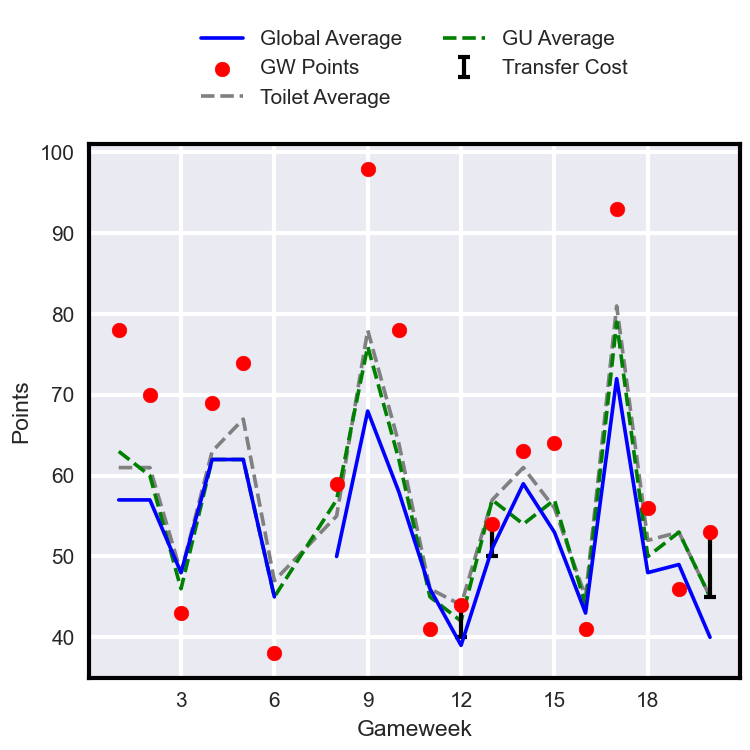 Global Average
GW Points
Toilet Average
GU Average
Transfer Cost
100
90
80
70
60
50
40
Points
3 6 9 12 15 18
Gameweek